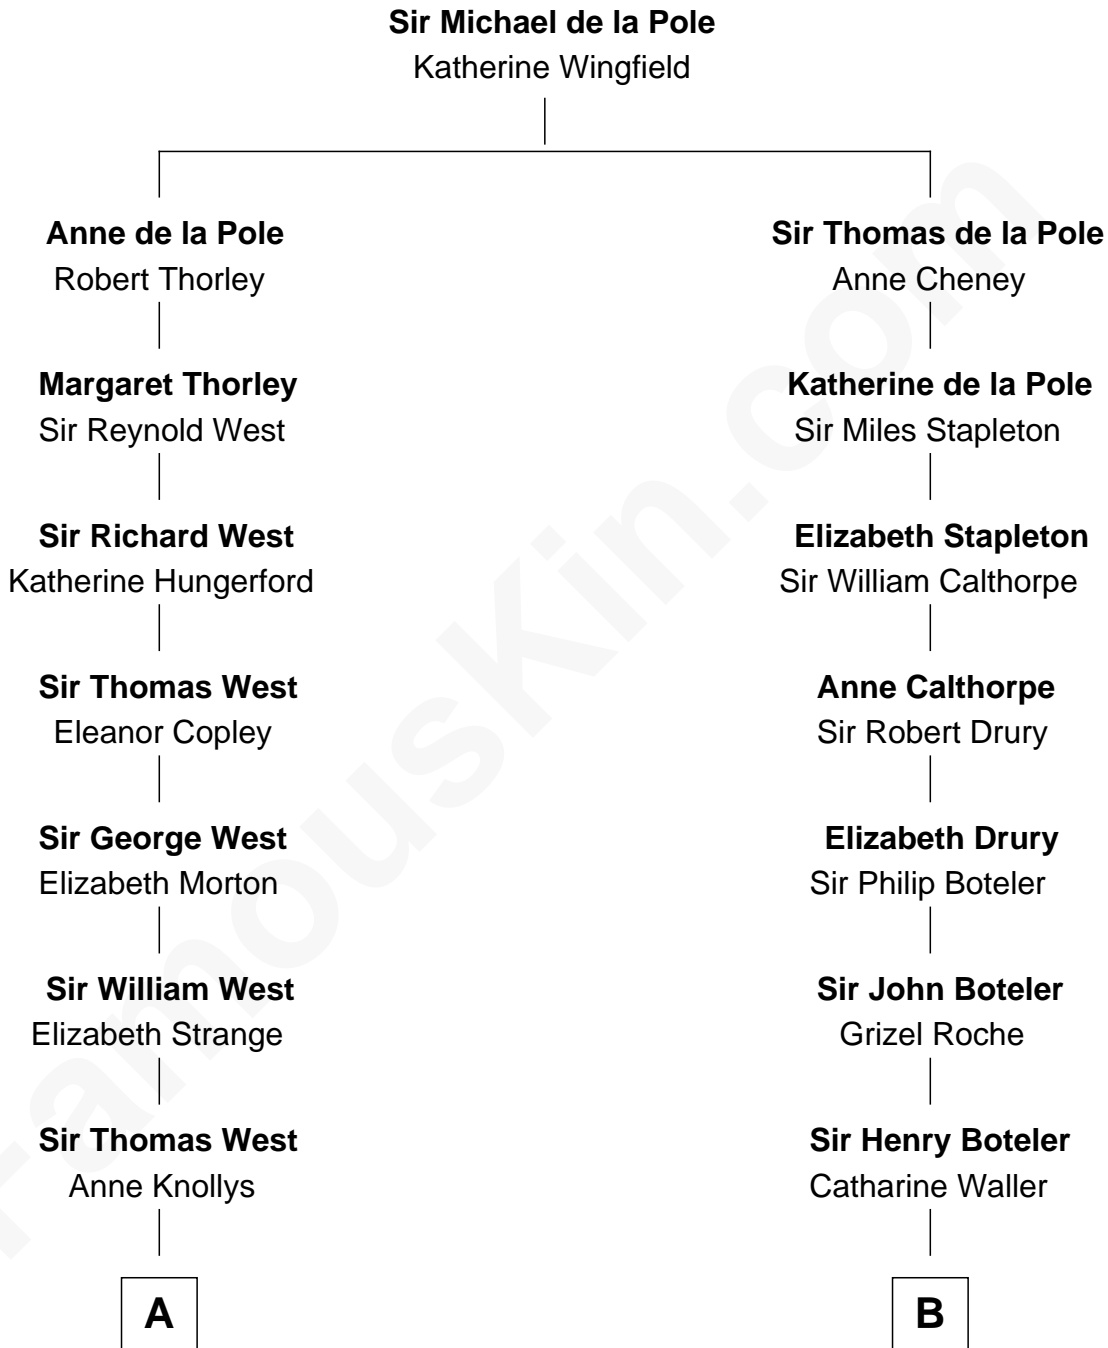 Sir Michael de la Pole
Katherine Wingfield
Anne de la Pole
Robert Thorley
Sir Thomas de la Pole
Anne Cheney
Margaret Thorley
Sir Reynold West
Katherine de la Pole
Sir Miles Stapleton
Sir Richard West
Katherine Hungerford
Elizabeth Stapleton
Sir William Calthorpe
Sir Thomas West
Eleanor Copley
Anne Calthorpe
Sir Robert Drury
Sir George West
Elizabeth Morton
Elizabeth Drury
Sir Philip Boteler
Sir William West
Elizabeth Strange
Sir John Boteler
Grizel Roche
Sir Thomas West
Anne Knollys
Sir Henry Boteler
Catharine Waller
A
B
FamousKin.com